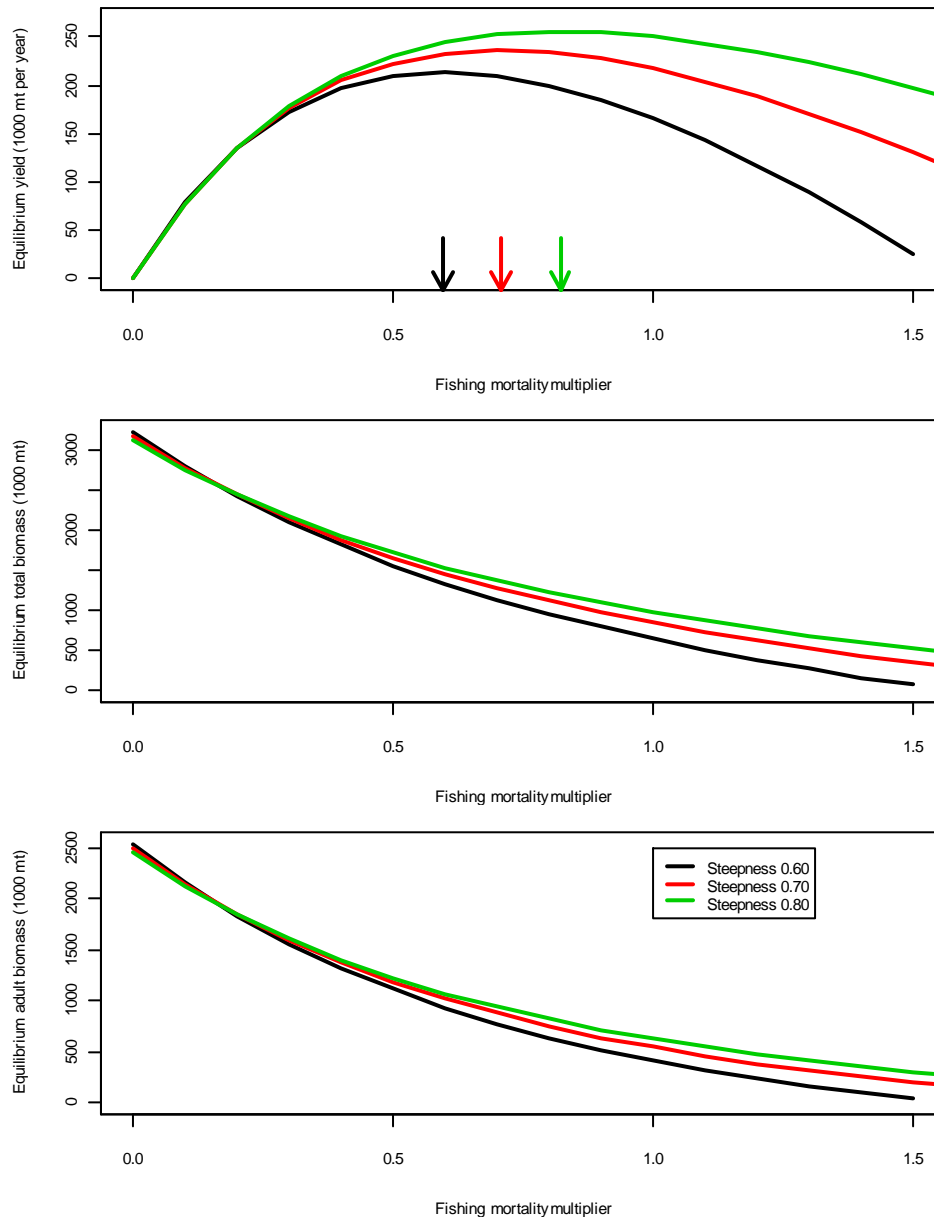 Equilibrium yield (1000 mt per year)
250
200
150
100
50
0
0.0 0.5 1.0 1.5
Fishing mortality multiplier
Equilibrium total biomass (1000 mt)
3000
2000
1000
500
0
0.0 0.5 1.0 1.5
Fishing mortality multiplier
Equilibrium adult biomass (1000 mt)
2500
2000
1500
1000
500
0
Steepness 0.60
Steepness 0.70
Steepness 0.80
0.0 0.5 1.0 1.5
Fishing mortality multiplier